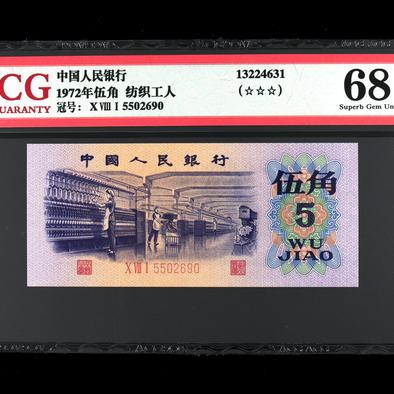 CG
UARANTY
中国人民银行
1972年伍角 纺织工人
冠号: X Ⅷ I 5502690
13224631
(☆☆☆)
68
Superb Gem Un
中國人民銀行
伍角
5
WU
JIAO
X Ⅷ I 5502690